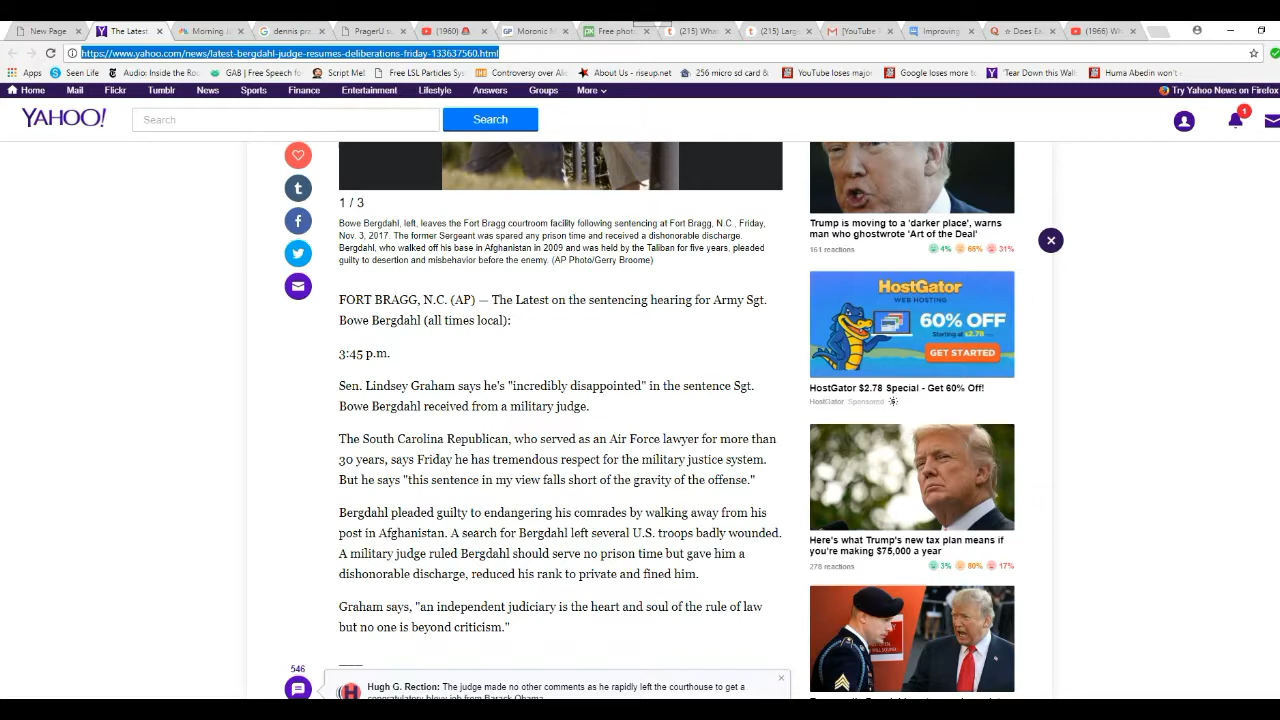 New Page
The Latest
Morning J
dennis pra
PragerU s
(1960)
Moronic M
Free phot
(215) Wha
(215) Larg
[YouTube
Improving
Does Ea
(1966) W
https://www.yahoo.com/news/latest-bergdahl-judge-resumes-deliberations-friday-133637560.html
Apps
Seen Life
Audio: Inside the Ro
GAB | Free Speech fo
Script Me!
Free LSL Particles Sy
Controversy over Ali
About Us - riseup.net
256 micro sd card &
YouTube loses major
Google loses more to
'Tear Down this Wall
Huma Abedin won't
Home
Mail
Flickr
Tumblr
News
Sports
Finance
Entertainment
Lifestyle
Answers
Groups
More
Try Yahoo News on Firefox
YAHOO!
Search
Search
1
1 / 3
Bowe Bergdahl, left, leaves the Fort Bragg courtroom facility following sentencing at Fort Bragg, N.C., Friday,
Nov. 3, 2017. The former Sergeant was spared any prison time and received a dishonorable discharge.
Bergdahl, who walked off his base in Afghanistan in 2009 and was held by the Taliban for five years, pleaded
guilty to desertion and misbehavior before the enemy. (AP Photo/Gerry Broome)
FORT BRAGG, N.C. (AP) — The Latest on the sentencing hearing for Army Sgt.
Bowe Bergdahl (all times local):
3:45 p.m.
Sen. Lindsey Graham says he's "incredibly disappointed" in the sentence Sgt.
Bowe Bergdahl received from a military judge.
The South Carolina Republican, who served as an Air Force lawyer for more than
30 years, says Friday he has tremendous respect for the military justice system.
But he says "this sentence in my view falls short of the gravity of the offense."
Bergdahl pleaded guilty to endangering his comrades by walking away from his
post in Afghanistan. A search for Bergdahl left several U.S. troops badly wounded.
A military judge ruled Bergdahl should serve no prison time but gave him a
dishonorable discharge, reduced his rank to private and fined him.
Graham says, "an independent judiciary is the heart and soul of the rule of law
but no one is beyond criticism."
546
Hugh G. Rection: The judge made no other comments as he rapidly left the courthouse to get a
Trump is moving to a 'darker place', warns
man who ghostwrote 'Art of the Deal'
161 reactions
4%
66%
31%
HostGator
WEB HOSTING
60% OFF
Starting at $2.78
GET STARTED
HostGator $2.78 Special - Get 60% Off!
HostGator Sponsored
Here's what Trump's new tax plan means if
you're making $75,000 a year
278 reactions
3%
80%
17%